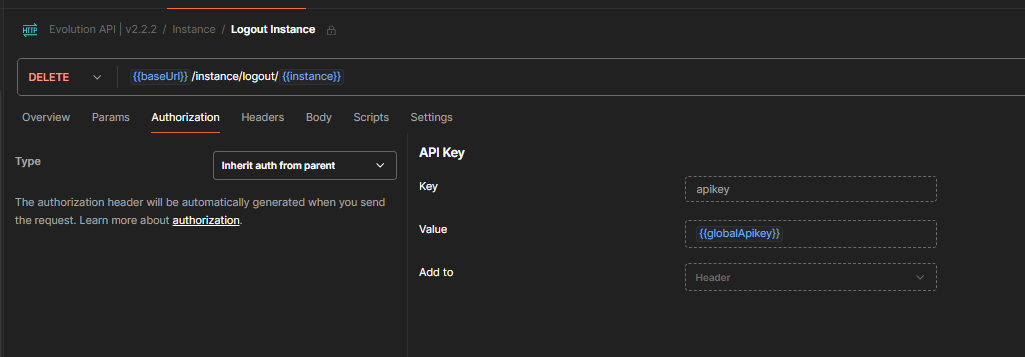 HTTP Evolution API | v2.2.2 / Instance / Logout Instance
DELETE {{baseUrl}} /instance/logout/ {{instance}}
Overview Params Authorization Headers Body Scripts Settings
Type Inherit auth from parent
The authorization header will be automatically generated when you send
the request. Learn more about authorization.
API Key
Key apikey
Value {{globalApikey}}
Add to Header